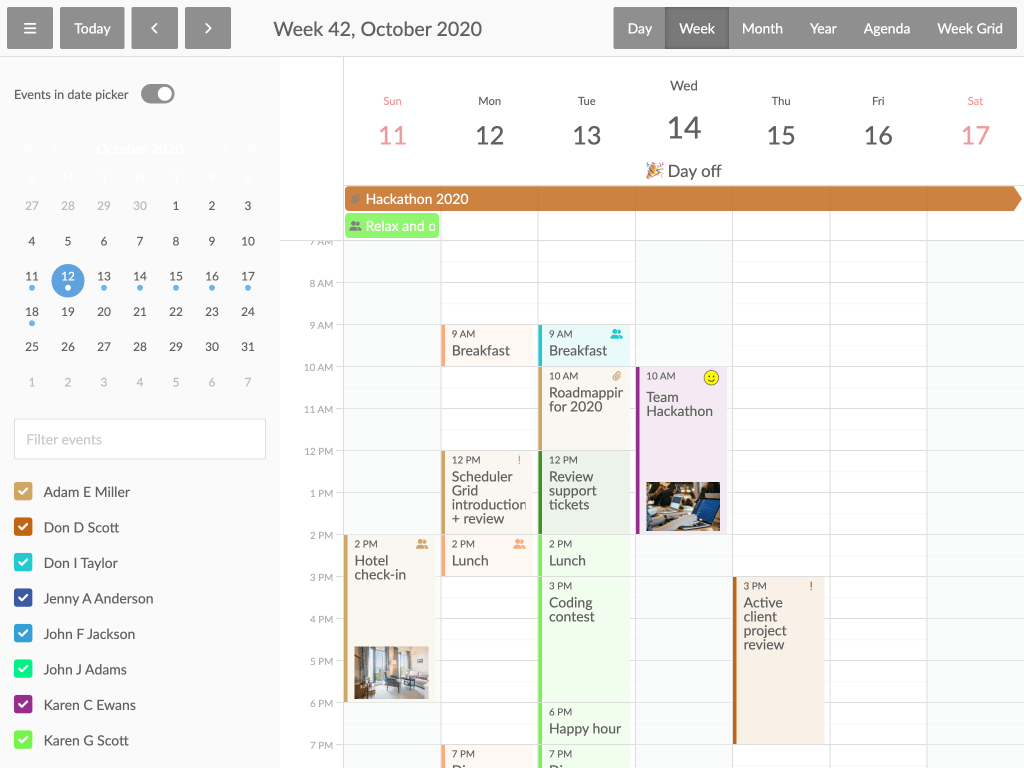 Today
Week 42, October 2020
Day Week Month Year Agenda Week Grid
Events in date picker
« October 2020 »
S M T W T F S
27 28 29 30 1 2 3
4 5 6 7 8 9 10
11 12 13 14 15 16 17
18 19 20 21 22 23 24
25 26 27 28 29 30 31
1 2 3 4 5 6 7
Filter events
Adam E Miller
Don D Scott
Don I Taylor
Jenny A Anderson
John F Jackson
John J Adams
Karen C Ewans
Karen G Scott
Sun Mon Tue Wed Thu Fri Sat
11 12 13 14 15 16 17
Day off
Hackathon 2020
Relax and o
7 AM
8 AM
9 AM
10 AM
11 AM
12 PM
1 PM
2 PM
3 PM
4 PM
5 PM
6 PM
7 PM
2 PM
Hotel
check-in
9 AM
Breakfast
12 PM !
Scheduler
Grid
introduction
+ review
2 PM
Lunch
7 PM
9 AM
Breakfast
10 AM
Roadmappin
for 2020
12 PM
Review
support
tickets
2 PM
Lunch
3 PM
Coding
contest
6 PM
Happy hour
7 PM
10 AM
Team
Hackathon
3 PM !
Active
client
project
review